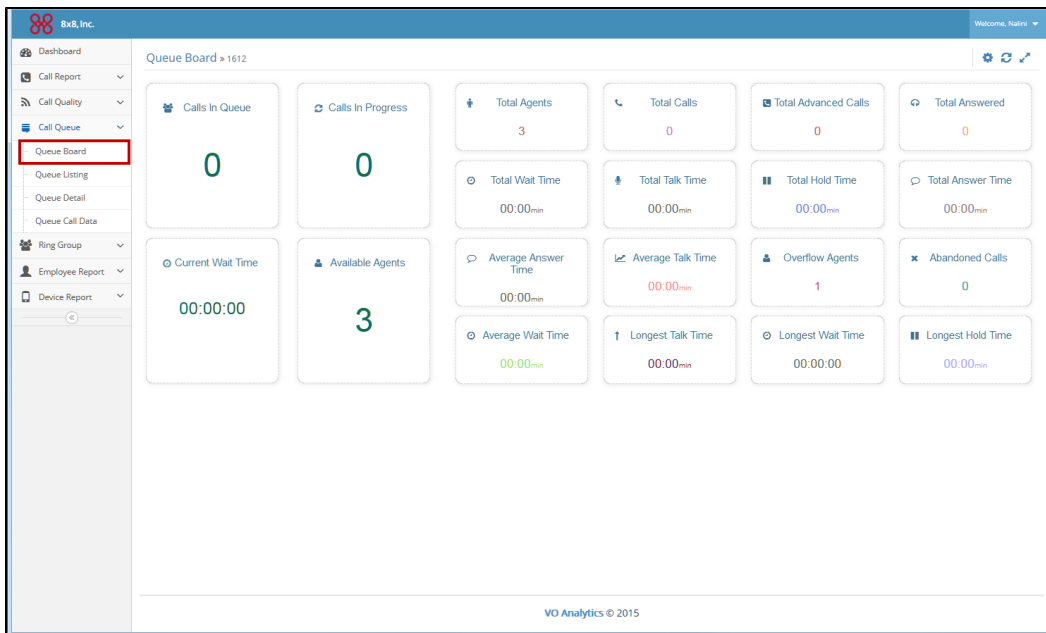 8x8, Inc.
Welcome, Nalini
Dashboard
Call Report
Call Quality
Call Queue
Queue Board
Queue Listing
Queue Detail
Queue Call Data
Ring Group
Employee Report
Device Report
Queue Board » 1612
Calls In Queue
0
Calls In Progress
0
Current Wait Time
00:00:00
Available Agents
3
Total Agents
3
Total Calls
0
Total Advanced Calls
0
Total Answered
0
Total Wait Time
00:00min
Total Talk Time
00:00min
Total Hold Time
00:00min
Total Answer Time
00:00min
Average Answer
Time
00:00min
Average Talk Time
00:00min
Overflow Agents
1
Abandoned Calls
0
Average Wait Time
00:00min
Longest Talk Time
00:00min
Longest Wait Time
00:00:00
Longest Hold Time
00:00min
VO Analytics © 2015